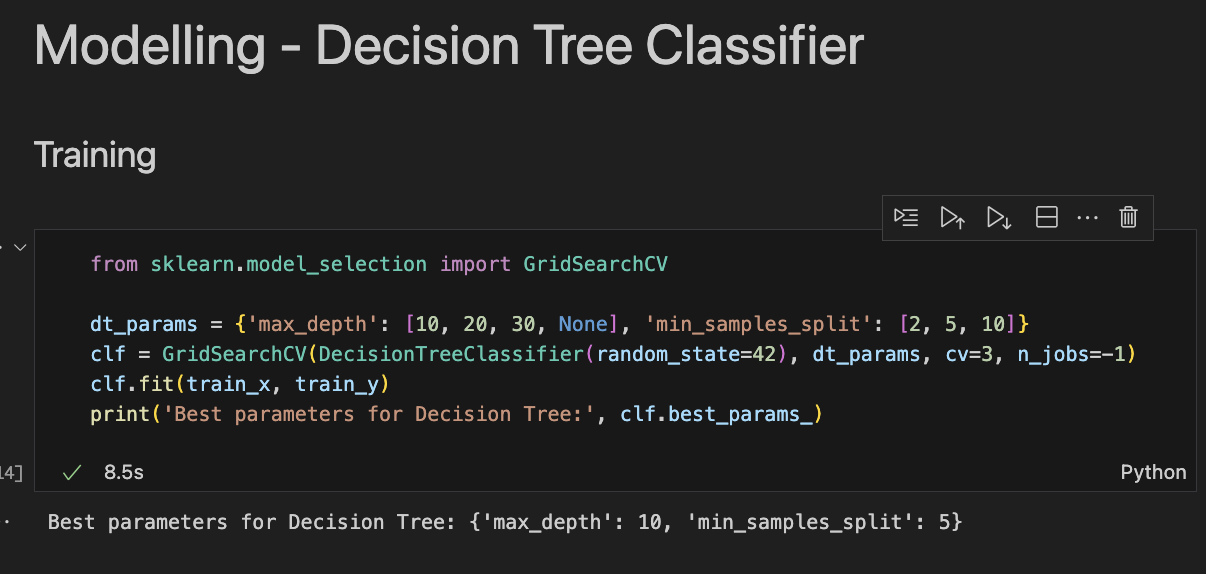 Modelling - Decision Tree Classifier
Training
from sklearn.model_selection import GridSearchCV
dt_params = {'max_depth': [10, 20, 30, None], 'min_samples_split': [2, 5, 10]}
clf = GridSearchCV(DecisionTreeClassifier(random_state=42), dt_params, cv=3, n_jobs=-1)
clf.fit(train_x, train_y)
print('Best parameters for Decision Tree:', clf.best_params_)
14] 8.5s Python
Best parameters for Decision Tree: {'max_depth': 10, 'min_samples_split': 5}